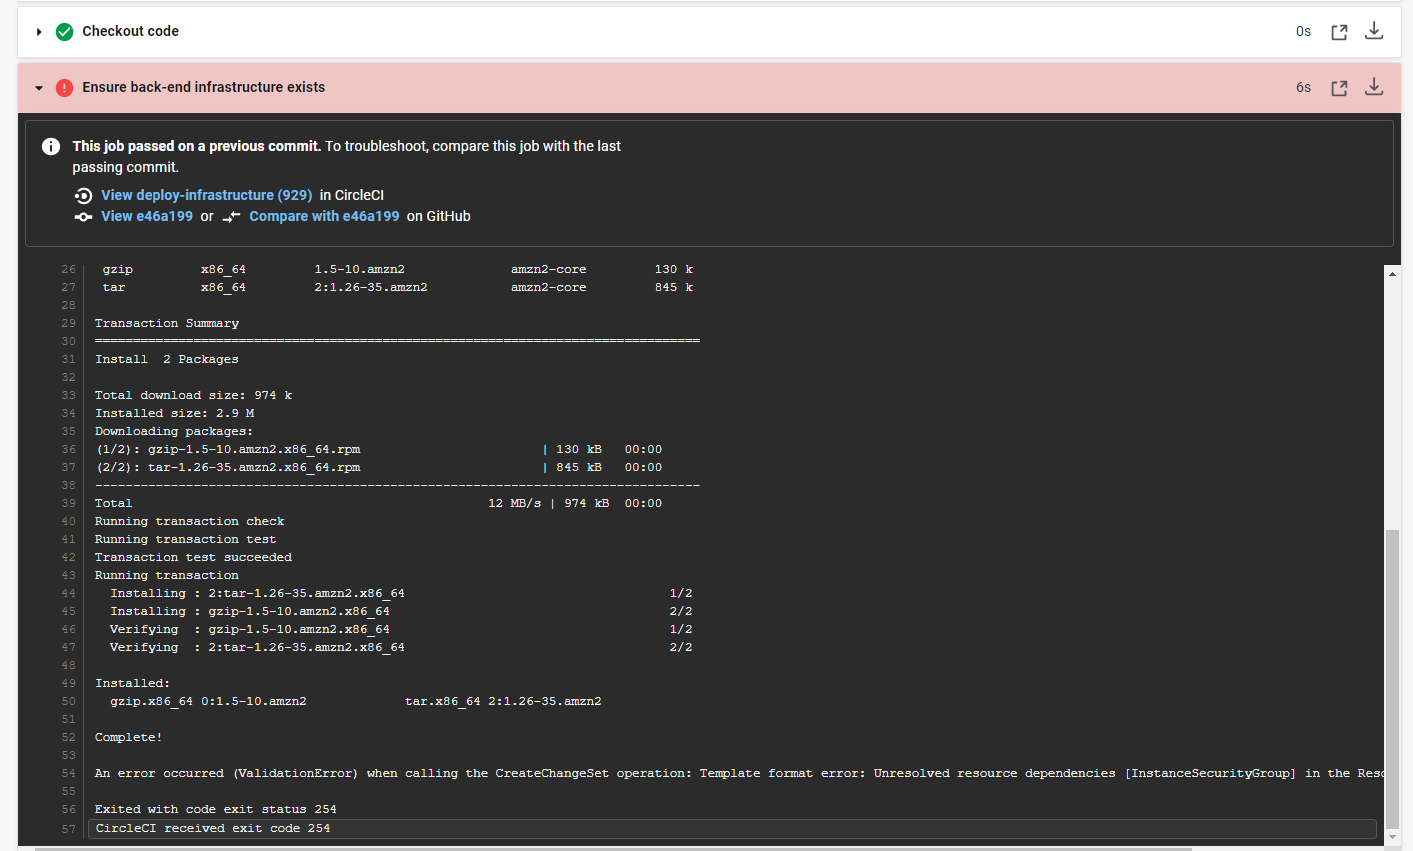 Checkout code 0s
Ensure back-end infrastructure exists 6s
This job passed on a previous commit. To troubleshoot, compare this job with the last
passing commit.
View deploy-infrastructure (929) in CircleCI
View e46a199 or Compare with e46a199 on GitHub
26 gzip x86_64 1.5-10.amzn2 amzn2-core 130 k
27 tar x86_64 2:1.26-35.amzn2 amzn2-core 845 k
28
29 Transaction Summary
30 ================================================================================
31 Install  2 Packages
32
33 Total download size: 974 k
34 Installed size: 2.9 M
35 Downloading packages:
36 (1/2): gzip-1.5-10.amzn2.x86_64.rpm | 130 kB 00:00
37 (2/2): tar-1.26-35.amzn2.x86_64.rpm | 845 kB 00:00
38 --------------------------------------------------------------------------------
39 Total 12 MB/s | 974 kB 00:00
40 Running transaction check
41 Running transaction test
42 Transaction test succeeded
43 Running transaction
44 Installing : 2:tar-1.26-35.amzn2.x86_64 1/2
45 Installing : gzip-1.5-10.amzn2.x86_64 2/2
46 Verifying  : gzip-1.5-10.amzn2.x86_64 1/2
47 Verifying  : 2:tar-1.26-35.amzn2.x86_64 2/2
48
49 Installed:
50 gzip.x86_64 0:1.5-10.amzn2 tar.x86_64 2:1.26-35.amzn2
51
52 Complete!
53
54 An error occurred (ValidationError) when calling the CreateChangeSet operation: Template format error: Unresolved resource dependencies [InstanceSecurityGroup] in the
55
56 Exited with code exit status 254
57 CircleCI received exit code 254